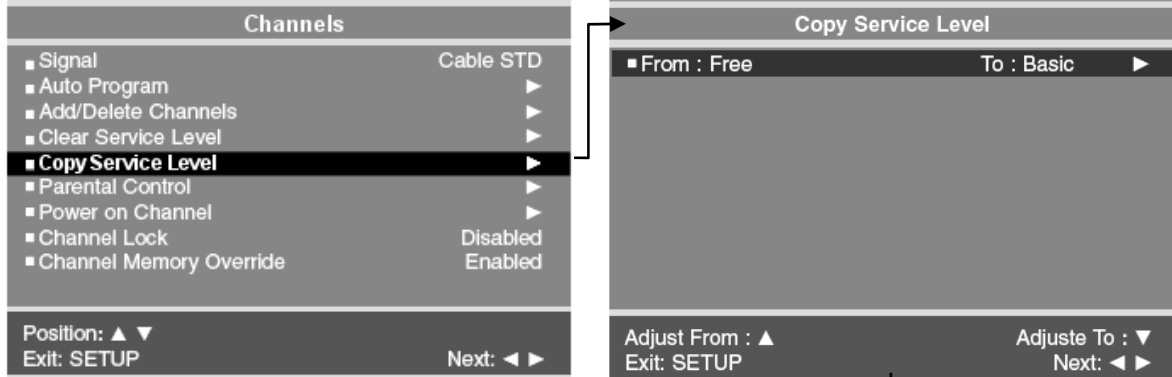 Channels
Signal Cable STD
Auto Program ▶
Add/Delete Channels ▶
Clear Service Level ▶
Copy Service Level ▶
Parental Control ▶
Power on Channel ▶
Channel Lock Disabled
Channel Memory Override Enabled
Position: ▲ ▼
Exit: SETUP Next: ◀ ▶
Copy Service Level
From : Free To : Basic ▶
Adjust From : ▲ Adjuste To : ▼
Exit: SETUP Next: ◀ ▶